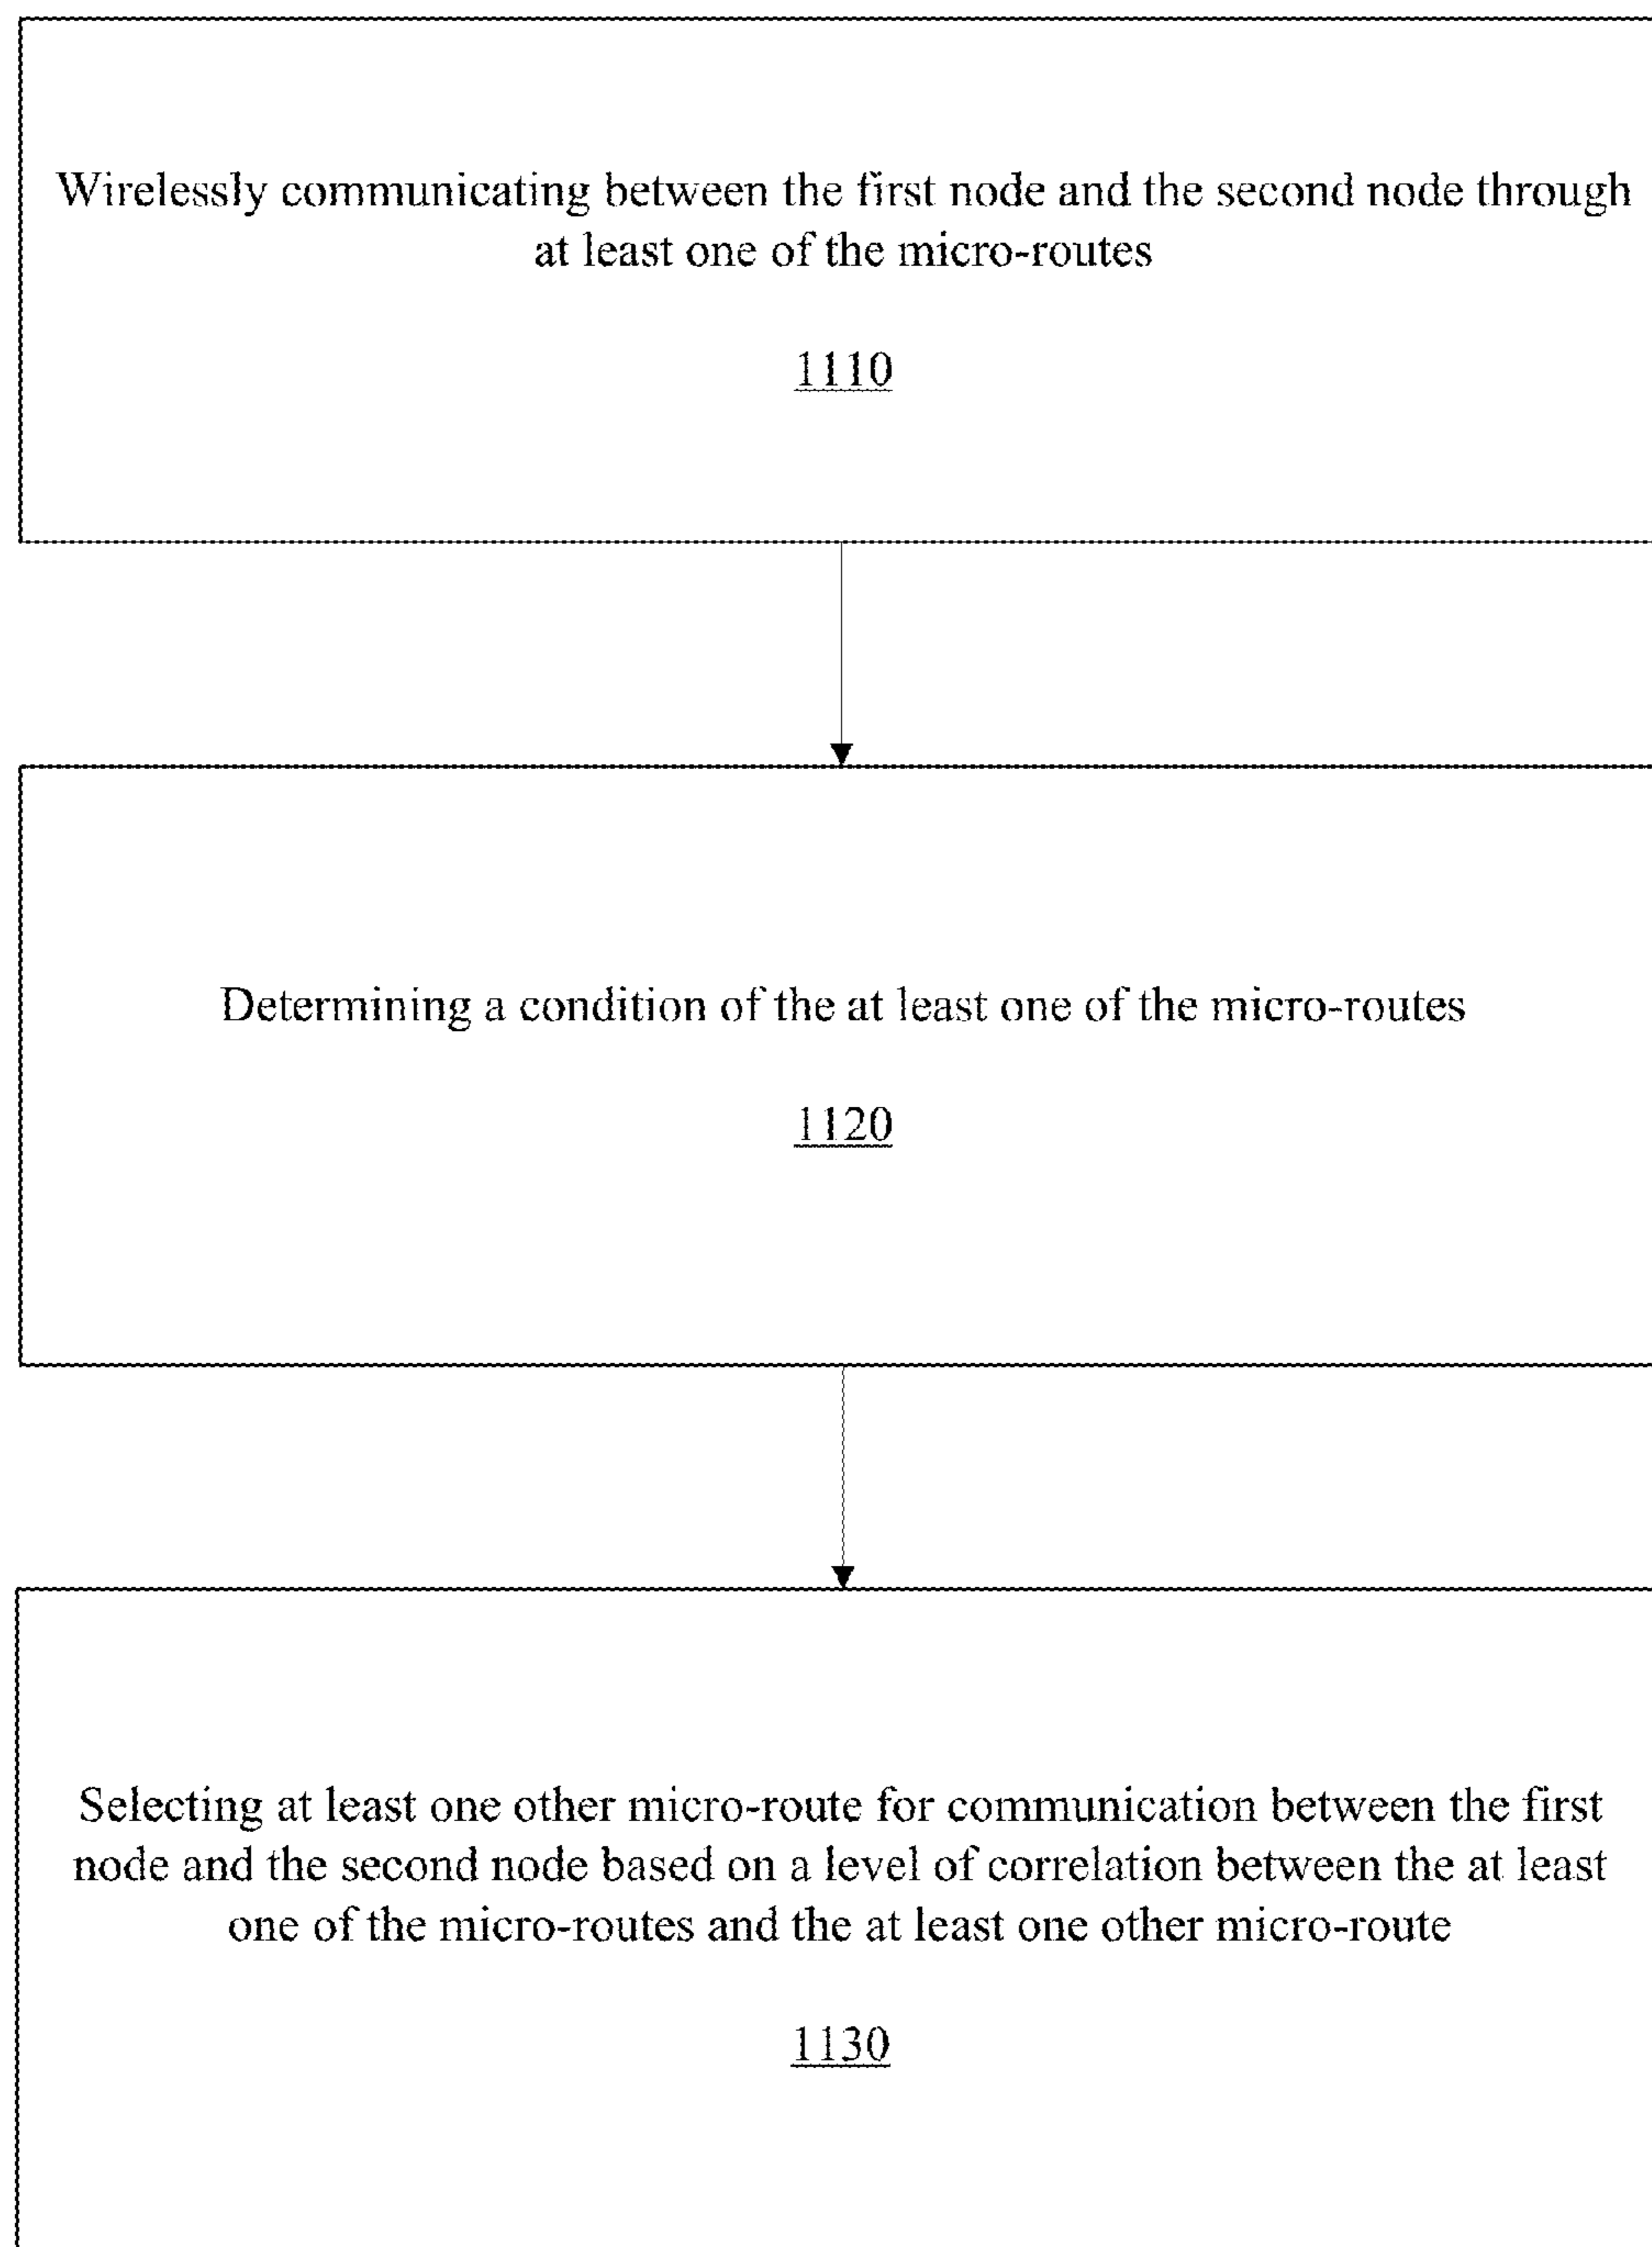 Wirelessly communicating between the first node and the second node through
at least one of the micro-routes
1110
Determining a condition of the at least one of the micro-routes
1120
Selecting at least one other micro-route for communication between the first
node and the second node based on a level of correlation between the at least
one of the micro-routes and the at least one other micro-route
1130